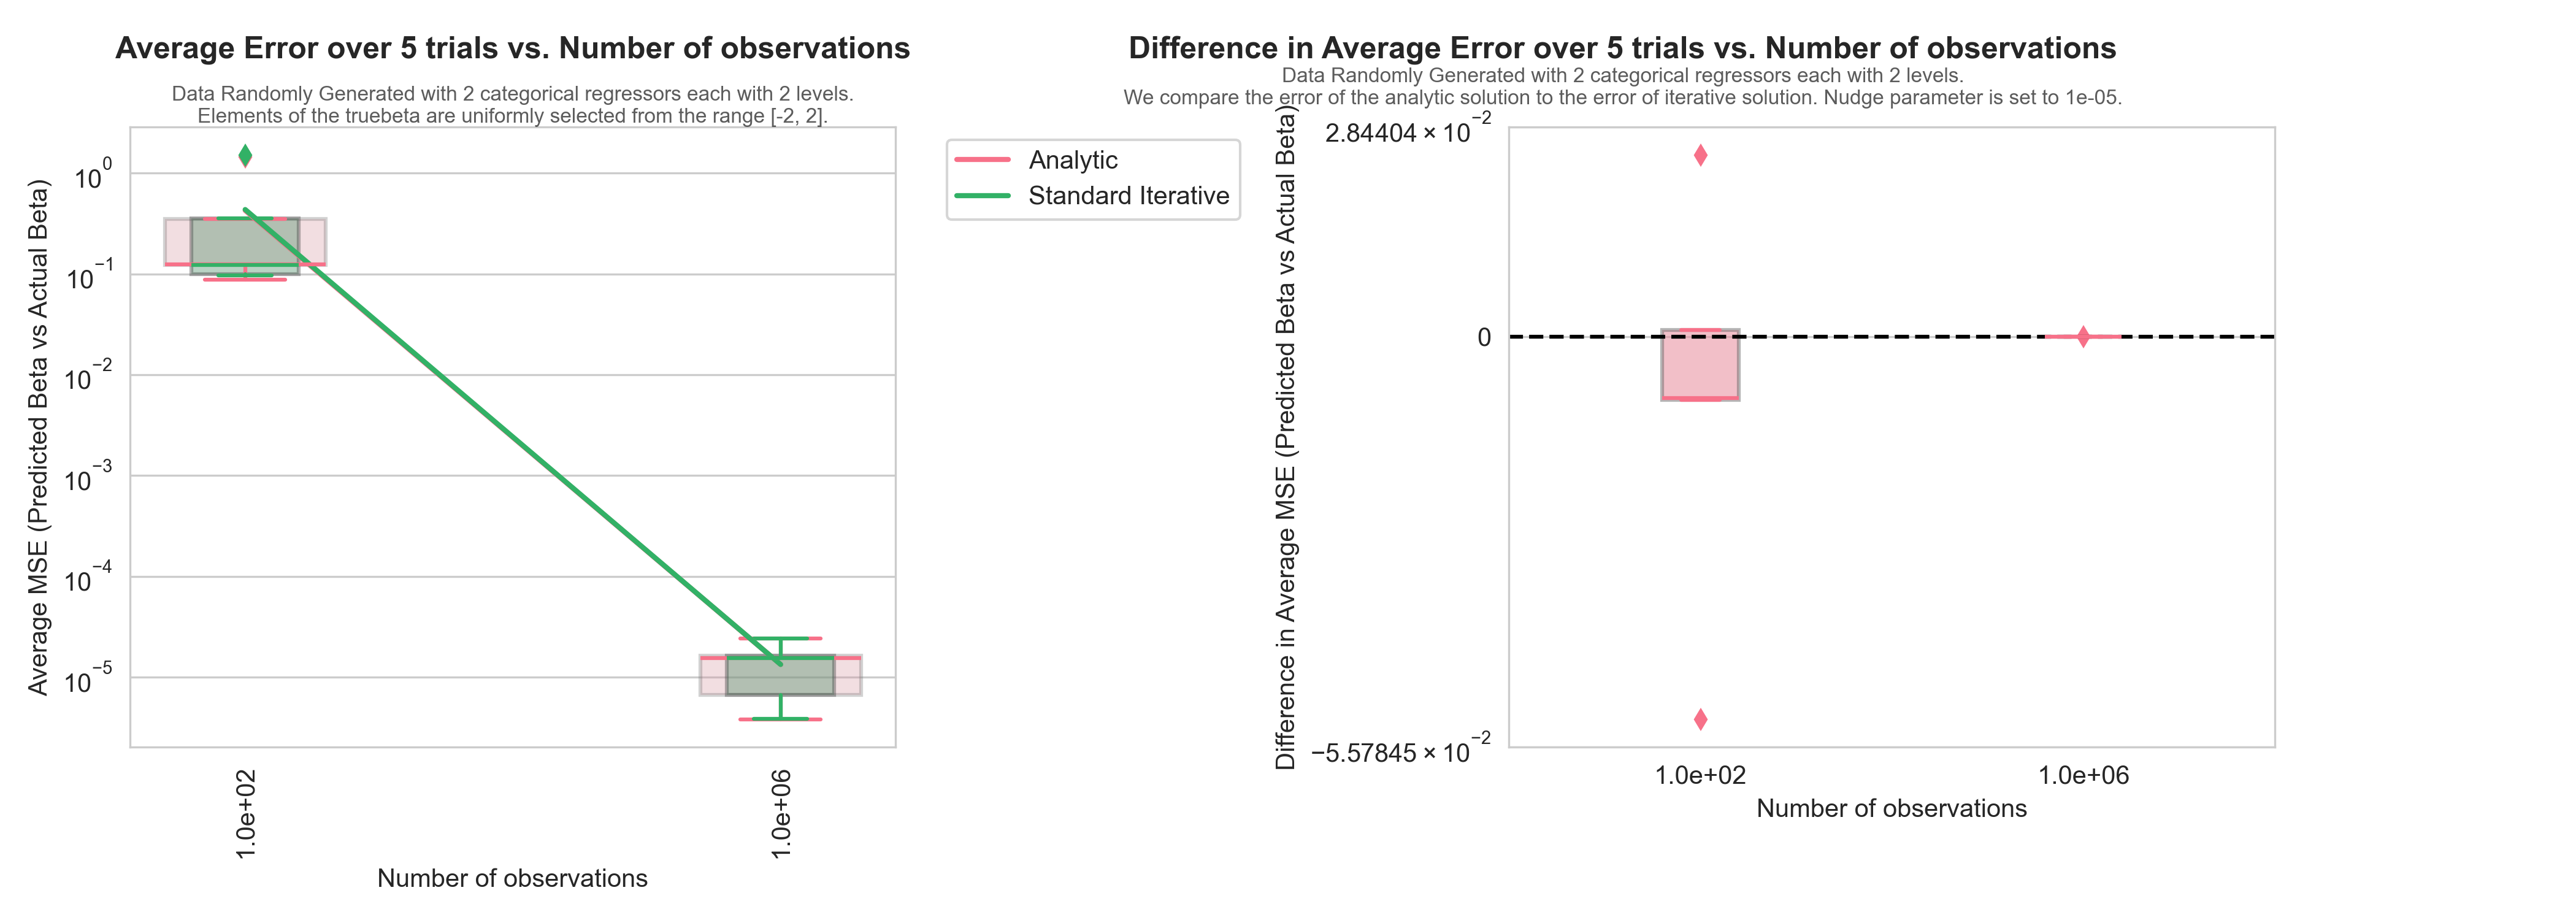 Average Error over 5 trials vs. Number of observations
Data Randomly Generated with 2 categorical regressors each with 2 levels.
Elements of the truebeta are uniformly selected from the range [-2, 2].
Average MSE (Predicted Beta vs Actual Beta)
10⁰
10⁻¹
10⁻²
10⁻³
10⁻⁴
10⁻⁵
1.0e+02
1.0e+06
Number of observations
Analytic
Standard Iterative
Difference in Average Error over 5 trials vs. Number of observations
Data Randomly Generated with 2 categorical regressors each with 2 levels.
We compare the error of the analytic solution to the error of iterative solution. Nudge parameter is set to 1e-05.
Difference in Average MSE (Predicted Beta vs Actual Beta)
2.84404 × 10⁻²
0
−5.57845 × 10⁻²
1.0e+02
1.0e+06
Number of observations